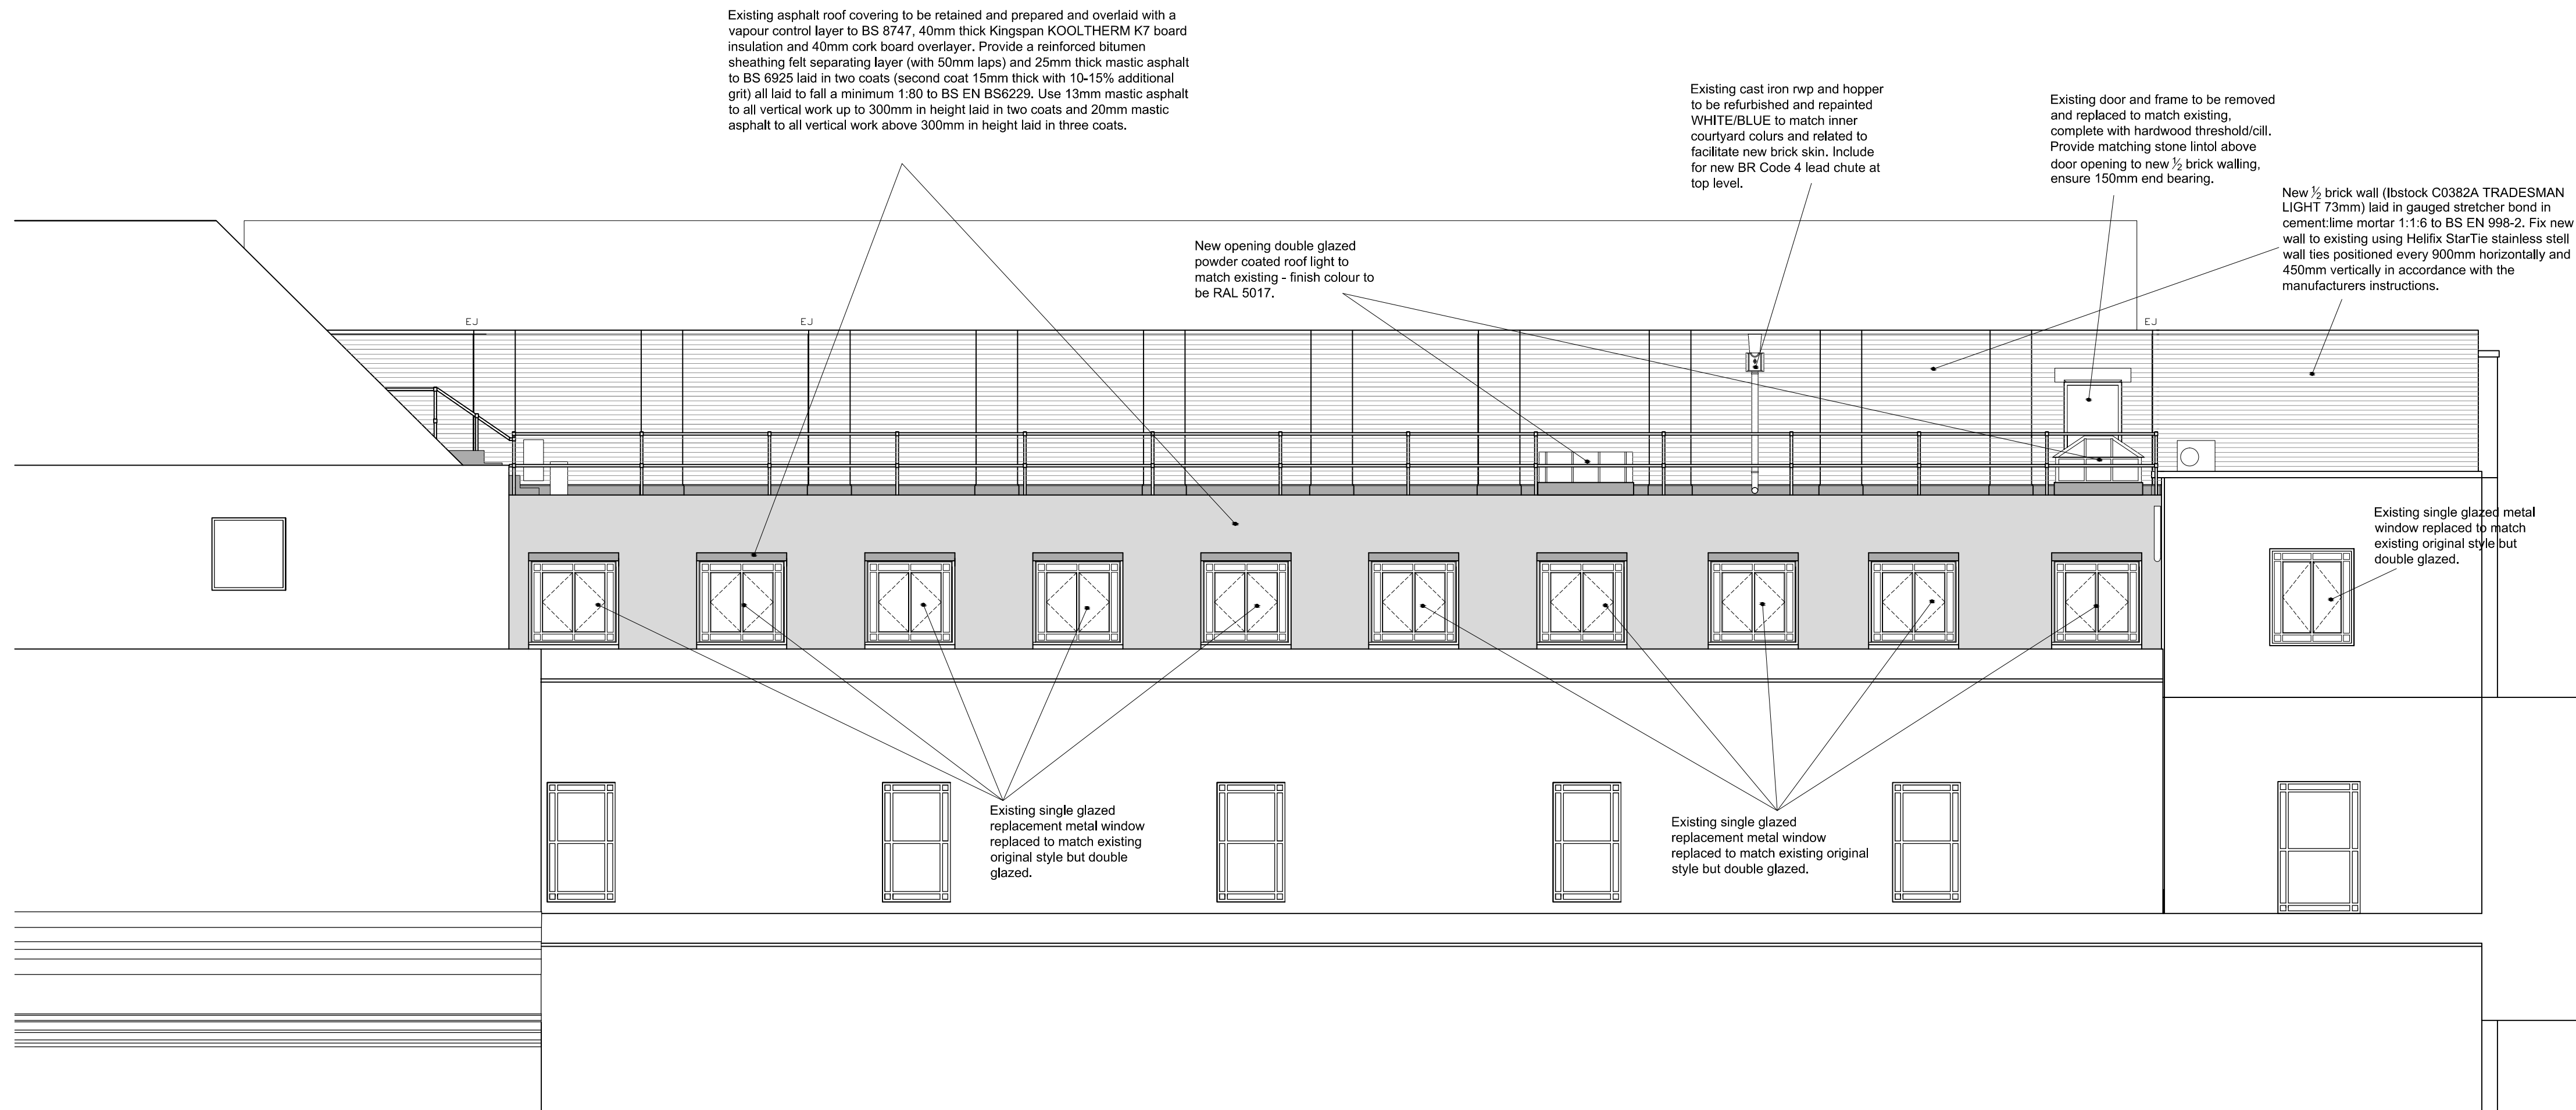 Existing asphalt roof covering to be retained and prepared and overlaid with a
vapour control layer to BS 8747, 40mm thick Kingspan KOOLTHERM K7 board
insulation and 40mm cork board overlayer. Provide a reinforced bitumen
sheathing felt separating layer (with 50mm laps) and 25mm thick mastic asphalt
to BS 6925 laid in two coats (second coat 15mm thick with 10-15% additional
grit) all laid to fall a minimum 1:80 to BS EN BS6229. Use 13mm mastic asphalt
to all vertical work up to 300mm in height laid in two coats and 20mm mastic
asphalt to all vertical work above 300mm in height laid in three coats.
Existing cast iron rwp and hopper
to be refurbished and repainted
WHITE/BLUE to match inner
courtyard colurs and related to
facilitate new brick skin. Include
for new BR Code 4 lead chute at
top level.
Existing door and frame to be removed
and replaced to match existing,
complete with hardwood threshold/cill.
Provide matching stone lintol above
door opening to new ½ brick walling,
ensure 150mm end bearing.
New ½ brick wall (Ibstock C0382A TRADESMAN
LIGHT 73mm) laid in gauged stretcher bond in
cement:lime mortar 1:1:6 to BS EN 998-2. Fix new
wall to existing using Helifix StarTie stainless stell
wall ties positioned every 900mm horizontally and
450mm vertically in accordance with the
manufacturers instructions.
New opening double glazed
powder coated roof light to
match existing - finish colour to
be RAL 5017.
EJ
EJ
EJ
Existing single glazed metal
window replaced to match
existing original style but
double glazed.
Existing single glazed
replacement metal window
replaced to match existing
original style but double
glazed.
Existing single glazed
replacement metal window
replaced to match existing original
style but double glazed.